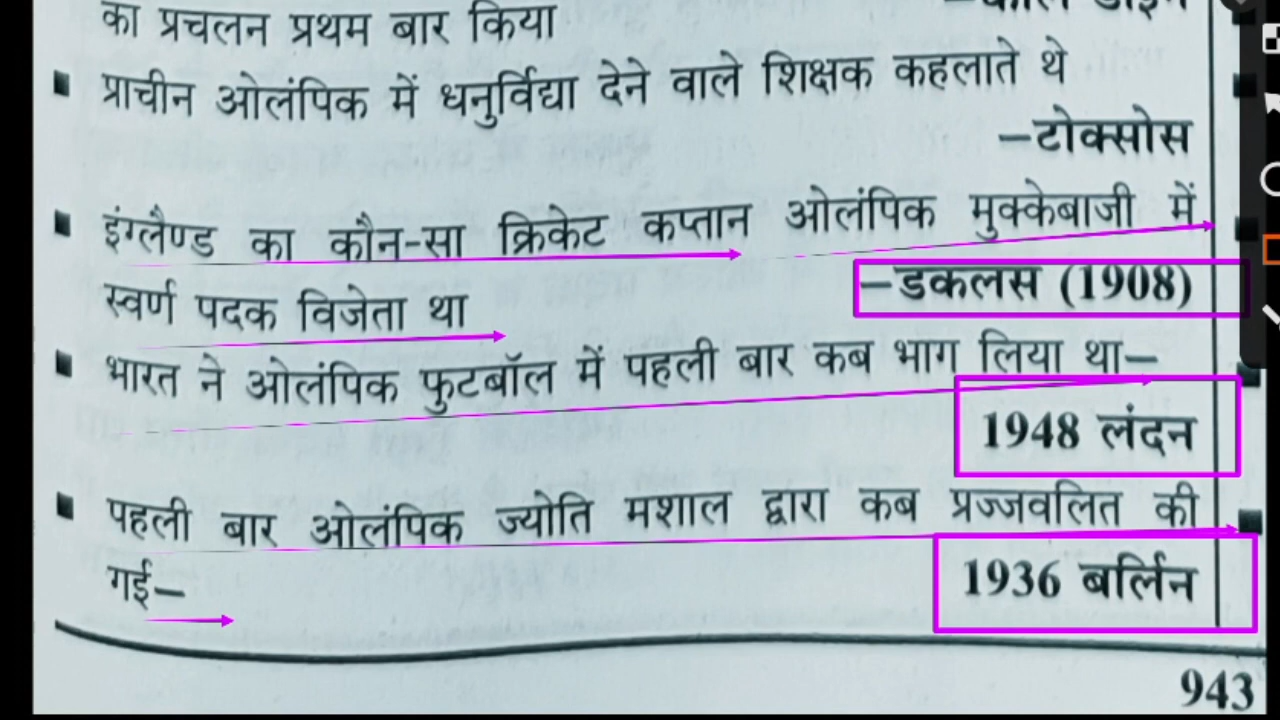 का प्रचलन प्रथम बार किया
▪ प्राचीन ओलंपिक में धनुर्विद्या देने वाले शिक्षक कहलाते थे
–टोक्सोस
▪ इंग्लैण्ड का कौन-सा क्रिकेट कप्तान ओलंपिक मुक्केबाजी में
स्वर्ण पदक विजेता था –डकलस (1908)
▪ भारत ने ओलंपिक फुटबॉल में पहली बार कब भाग लिया था–
1948 लंदन
▪ पहली बार ओलंपिक ज्योति मशाल द्वारा कब प्रज्जवलित की
गई– 1936 बर्लिन
943